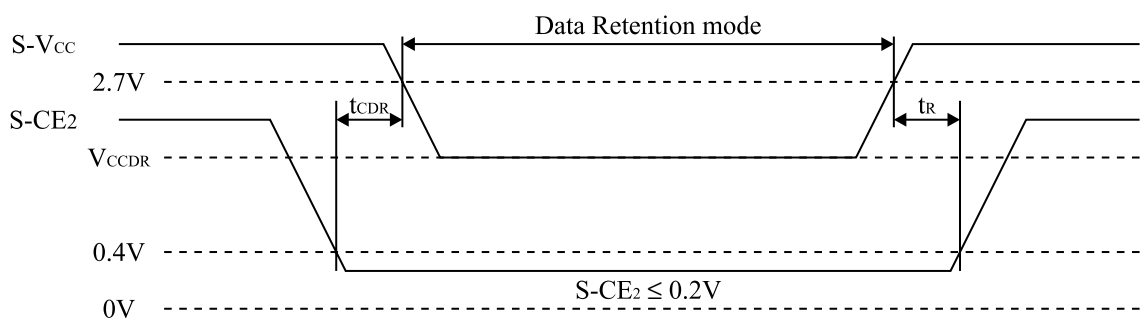 Data Retention mode
S-VCC
2.7V
tCDR
tR
S-CE2
VCCDR
0.4V
S-CE2 ≤ 0.2V
0V